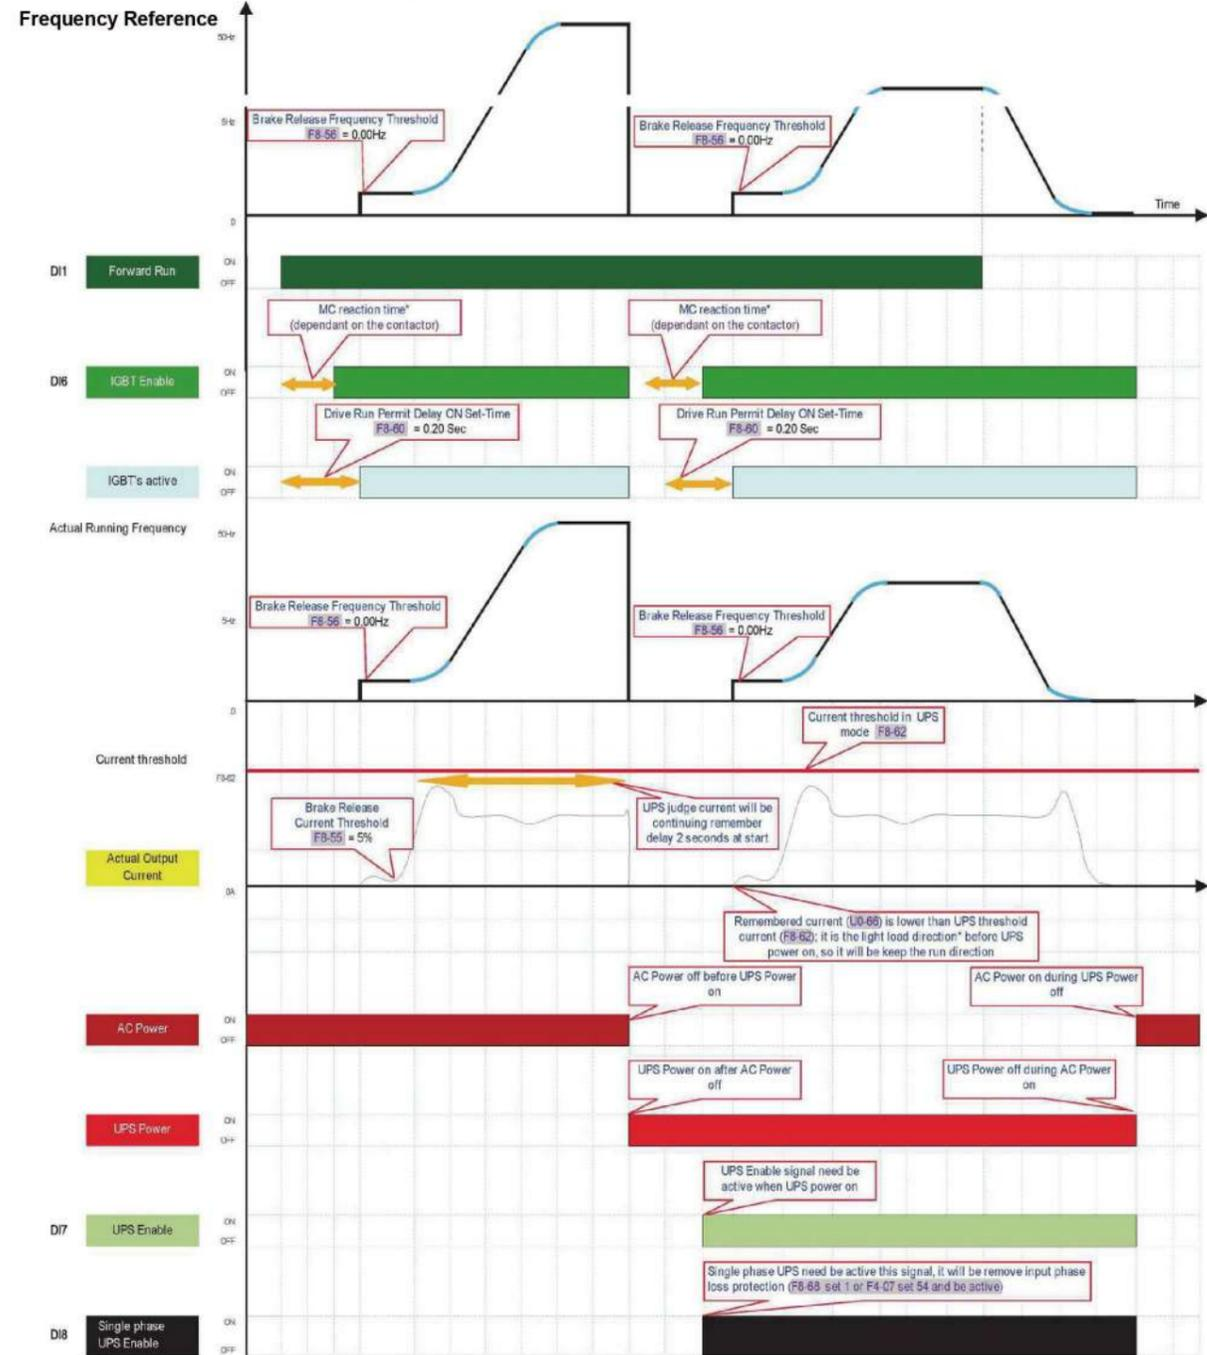 Frequency Reference
50Hz
Brake Release Frequency Threshold
F8-56 = 0.00Hz
Brake Release Frequency Threshold
F8-56 = 0.00Hz
5Hz
0
Time
DI1
Forward Run
ON
OFF
MC reaction time*
(dependant on the contactor)
MC reaction time*
(dependant on the contactor)
DI6
IGBT Enable
ON
OFF
Drive Run Permit Delay ON Set-Time
F8-60 = 0.20 Sec
Drive Run Permit Delay ON Set-Time
F8-60 = 0.20 Sec
IGBT's active
ON
OFF
Actual Running Frequency
50Hz
Brake Release Frequency Threshold
F8-56 = 0.00Hz
Brake Release Frequency Threshold
F8-56 = 0.00Hz
5Hz
0
Current threshold in UPS
mode F8-62
Current threshold
F8-62
Brake Release
Current Threshold
F8-55 = 5%
UPS judge current will be
continuing remember
delay 2 seconds at start
Actual Output
Current
0A
Remembered current (U0-66) is lower than UPS threshold
current (F8-62); it is the light load direction* before UPS
power on, so it will be keep the run direction
AC Power off before UPS Power
on
AC Power on during UPS Power
off
AC Power
ON
OFF
UPS Power on after AC Power
off
UPS Power off during AC Power
on
UPS Power
ON
OFF
UPS Enable signal need be
active when UPS power on
DI7
UPS Enable
ON
OFF
Single phase UPS need be active this signal, it will be remove input phase
loss protection (F8-68 set 1 or F4-07 set 54 and be active)
DI8
Single phase
UPS Enable
ON
OFF